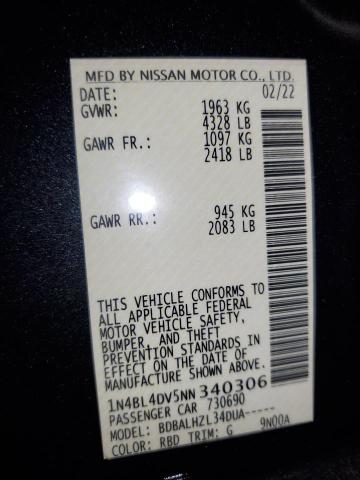 MFD BY NISSAN MOTOR CO., LTD.
DATE: 02/22
GVWR: 1963 KG
4328 LB
GAWR FR.: 1097 KG
2418 LB
GAWR RR.: 945 KG
2083 LB
THIS VEHICLE CONFORMS TO
ALL APPLICABLE FEDERAL
MOTOR VEHICLE SAFETY,
BUMPER, AND THEFT
PREVENTION STANDARDS IN
EFFECT ON THE DATE OF
MANUFACTURE SHOWN ABOVE.
1N4BL4DV5NN340306
PASSENGER CAR 730690
MODEL: BDBALHZL34DUA-----
COLOR: RBD TRIM: G 9N00A